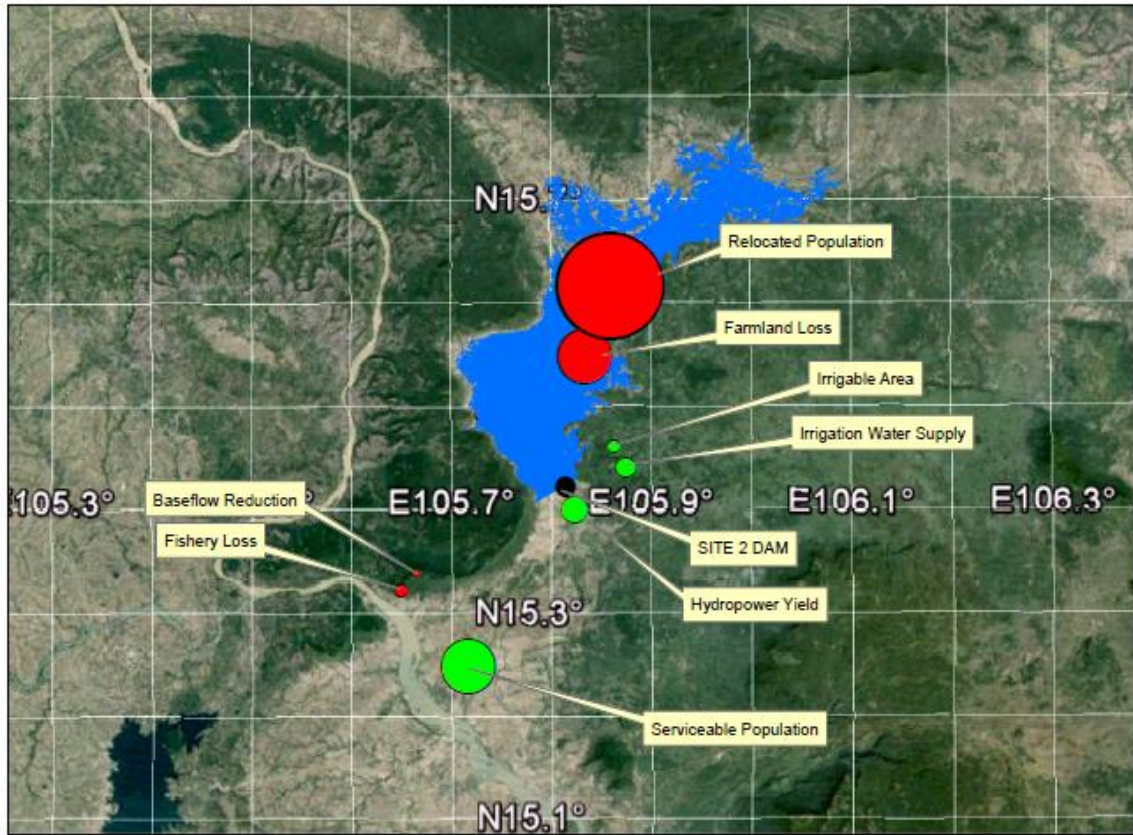 N15.
Relocated Population
Farmland Loss
Irrigable Area
Irrigation Water Supply
Baseflow Reduction
E105.3°
E105.7°
E105.9°
E106.1°
E106.3°
Fishery Loss
SITE 2 DAM
Hydropower Yield
N15.3°
Serviceable Population
N15.1°